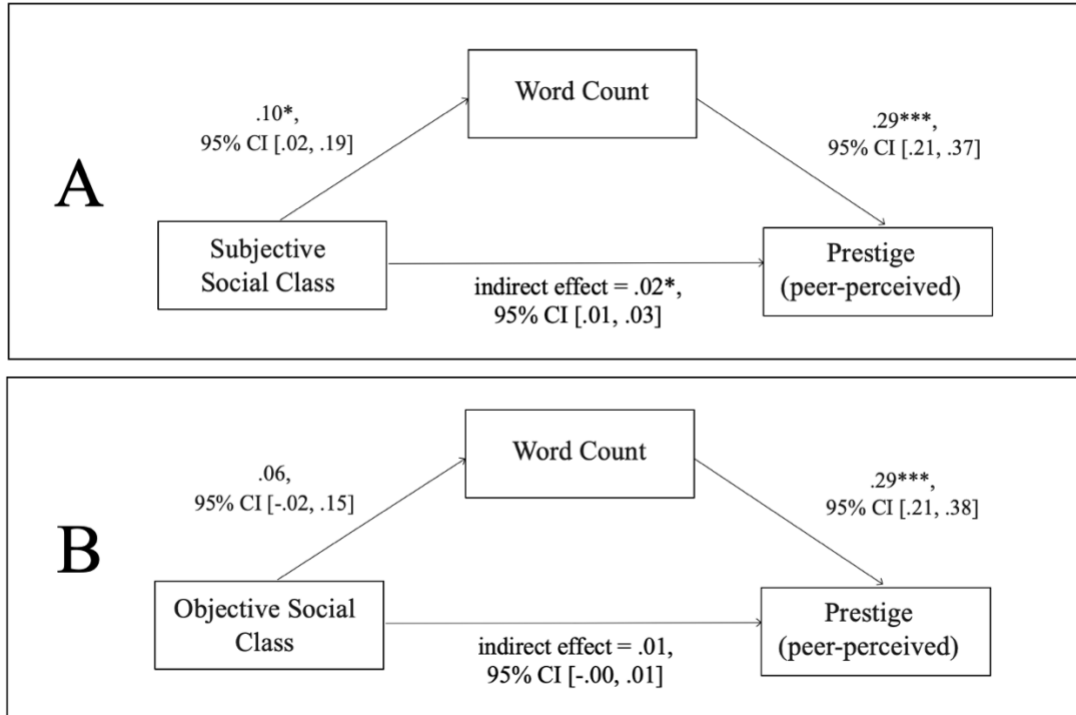 A
Word Count
.10*,
95% CI [.02, .19]
.29***,
95% CI [.21, .37]
Subjective
Social Class
Prestige
(peer-perceived)
indirect effect = .02*,
95% CI [.01, .03]
B
Word Count
.06,
95% CI [-.02, .15]
.29***,
95% CI [.21, .38]
Objective Social
Class
Prestige
(peer-perceived)
indirect effect = .01,
95% CI [-.00, .01]